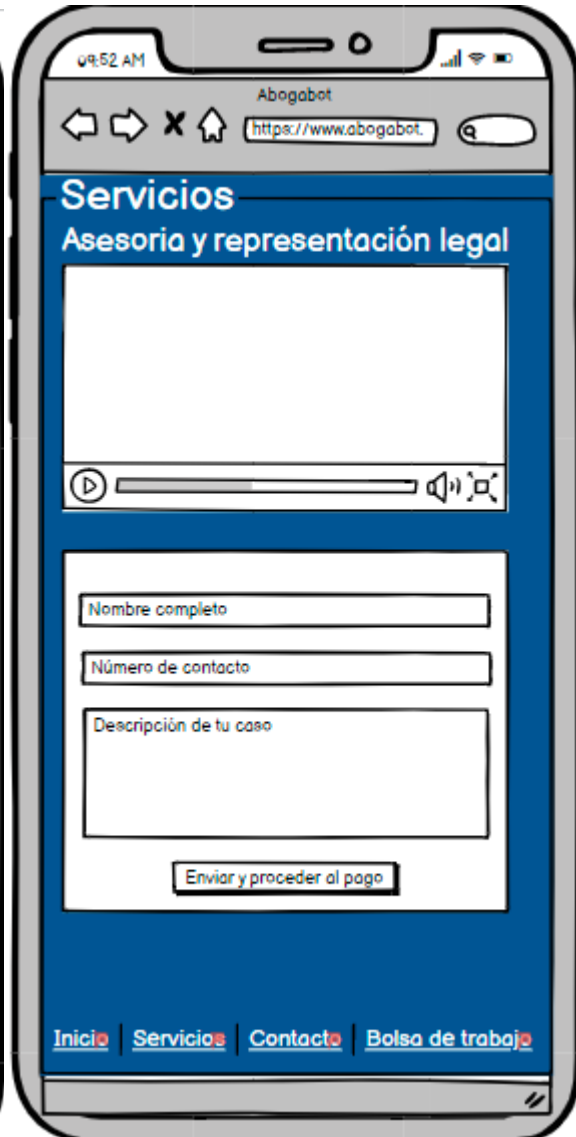 09:52 AM
Abogabot
https://www.abogabot.
Servicios
Asesoria y representación legal
Nombre completo
Número de contacto
Descripción de tu caso
Enviar y proceder al pago
Inicio Servicios Contacto Bolsa de trabajo